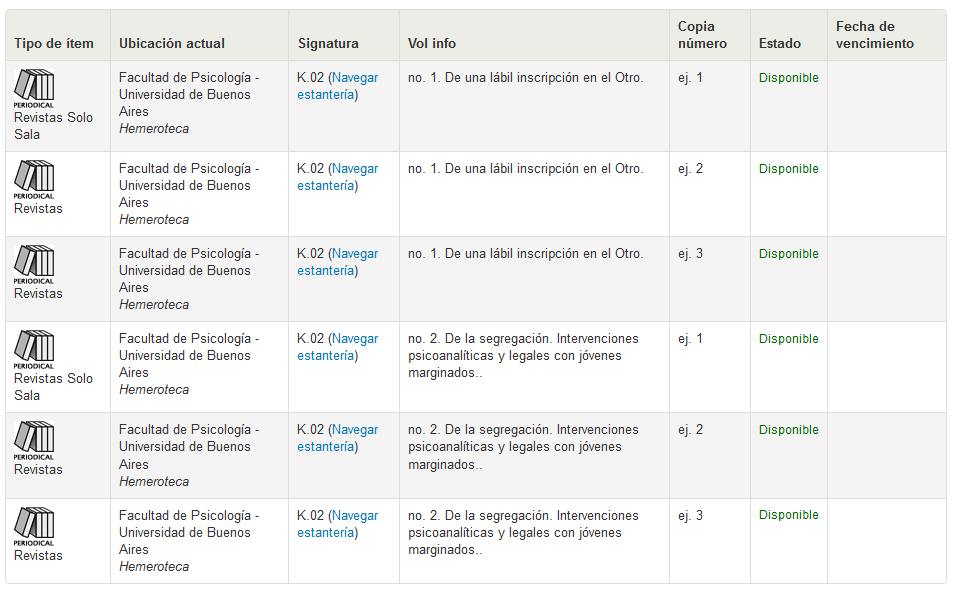 Tipo de ítem Ubicación actual Signatura Vol info Copia número Estado Fecha de vencimiento
PERIODICAL
Revistas Solo
Sala
Facultad de Psicología -
Universidad de Buenos
Aires
Hemeroteca
K.02 (Navegar
estantería)
no. 1. De una lábil inscripción en el Otro.
ej. 1
Disponible
PERIODICAL
Revistas
Facultad de Psicología -
Universidad de Buenos
Aires
Hemeroteca
K.02 (Navegar
estantería)
no. 1. De una lábil inscripción en el Otro.
ej. 2
Disponible
PERIODICAL
Revistas
Facultad de Psicología -
Universidad de Buenos
Aires
Hemeroteca
K.02 (Navegar
estantería)
no. 1. De una lábil inscripción en el Otro.
ej. 3
Disponible
PERIODICAL
Revistas Solo
Sala
Facultad de Psicología -
Universidad de Buenos
Aires
Hemeroteca
K.02 (Navegar
estantería)
no. 2. De la segregación. Intervenciones
psicoanalíticas y legales con jóvenes
marginados..
ej. 1
Disponible
PERIODICAL
Revistas
Facultad de Psicología -
Universidad de Buenos
Aires
Hemeroteca
K.02 (Navegar
estantería)
no. 2. De la segregación. Intervenciones
psicoanalíticas y legales con jóvenes
marginados..
ej. 2
Disponible
PERIODICAL
Revistas
Facultad de Psicología -
Universidad de Buenos
Aires
Hemeroteca
K.02 (Navegar
estantería)
no. 2. De la segregación. Intervenciones
psicoanalíticas y legales con jóvenes
marginados..
ej. 3
Disponible